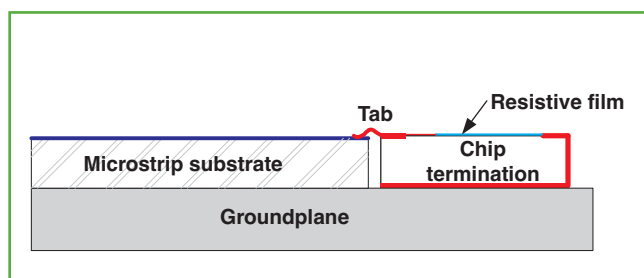 Tab
Resistive film
Microstrip substrate
Chip
termination
Groundplane